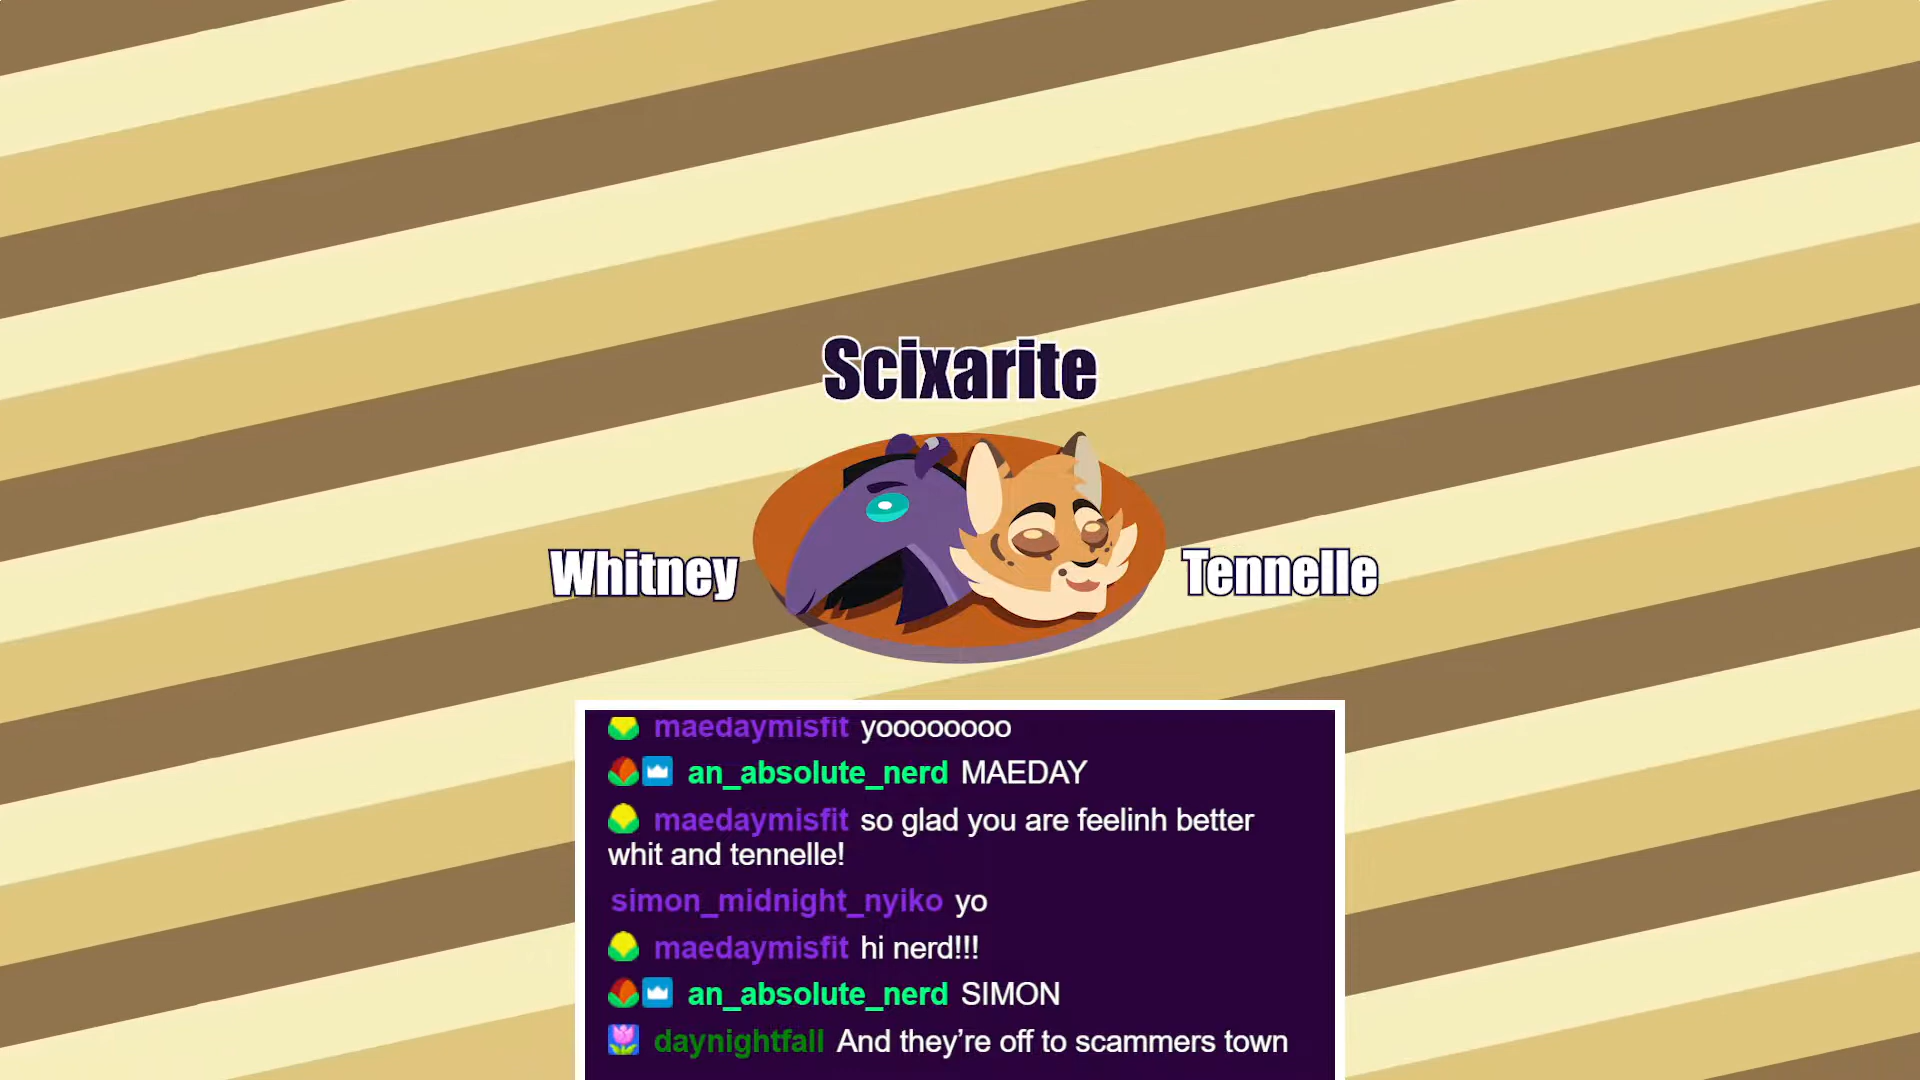 Scixarite
Whitney
Tennelle
maedaymisfit yoooooooo
an_absolute_nerd MAEDAY
maedaymisfit so glad you are feelinh better
whit and tennelle!
simon_midnight_nyiko yo
maedaymisfit hi nerd!!!
an_absolute_nerd SIMON
daynightfall And they’re off to scammers town